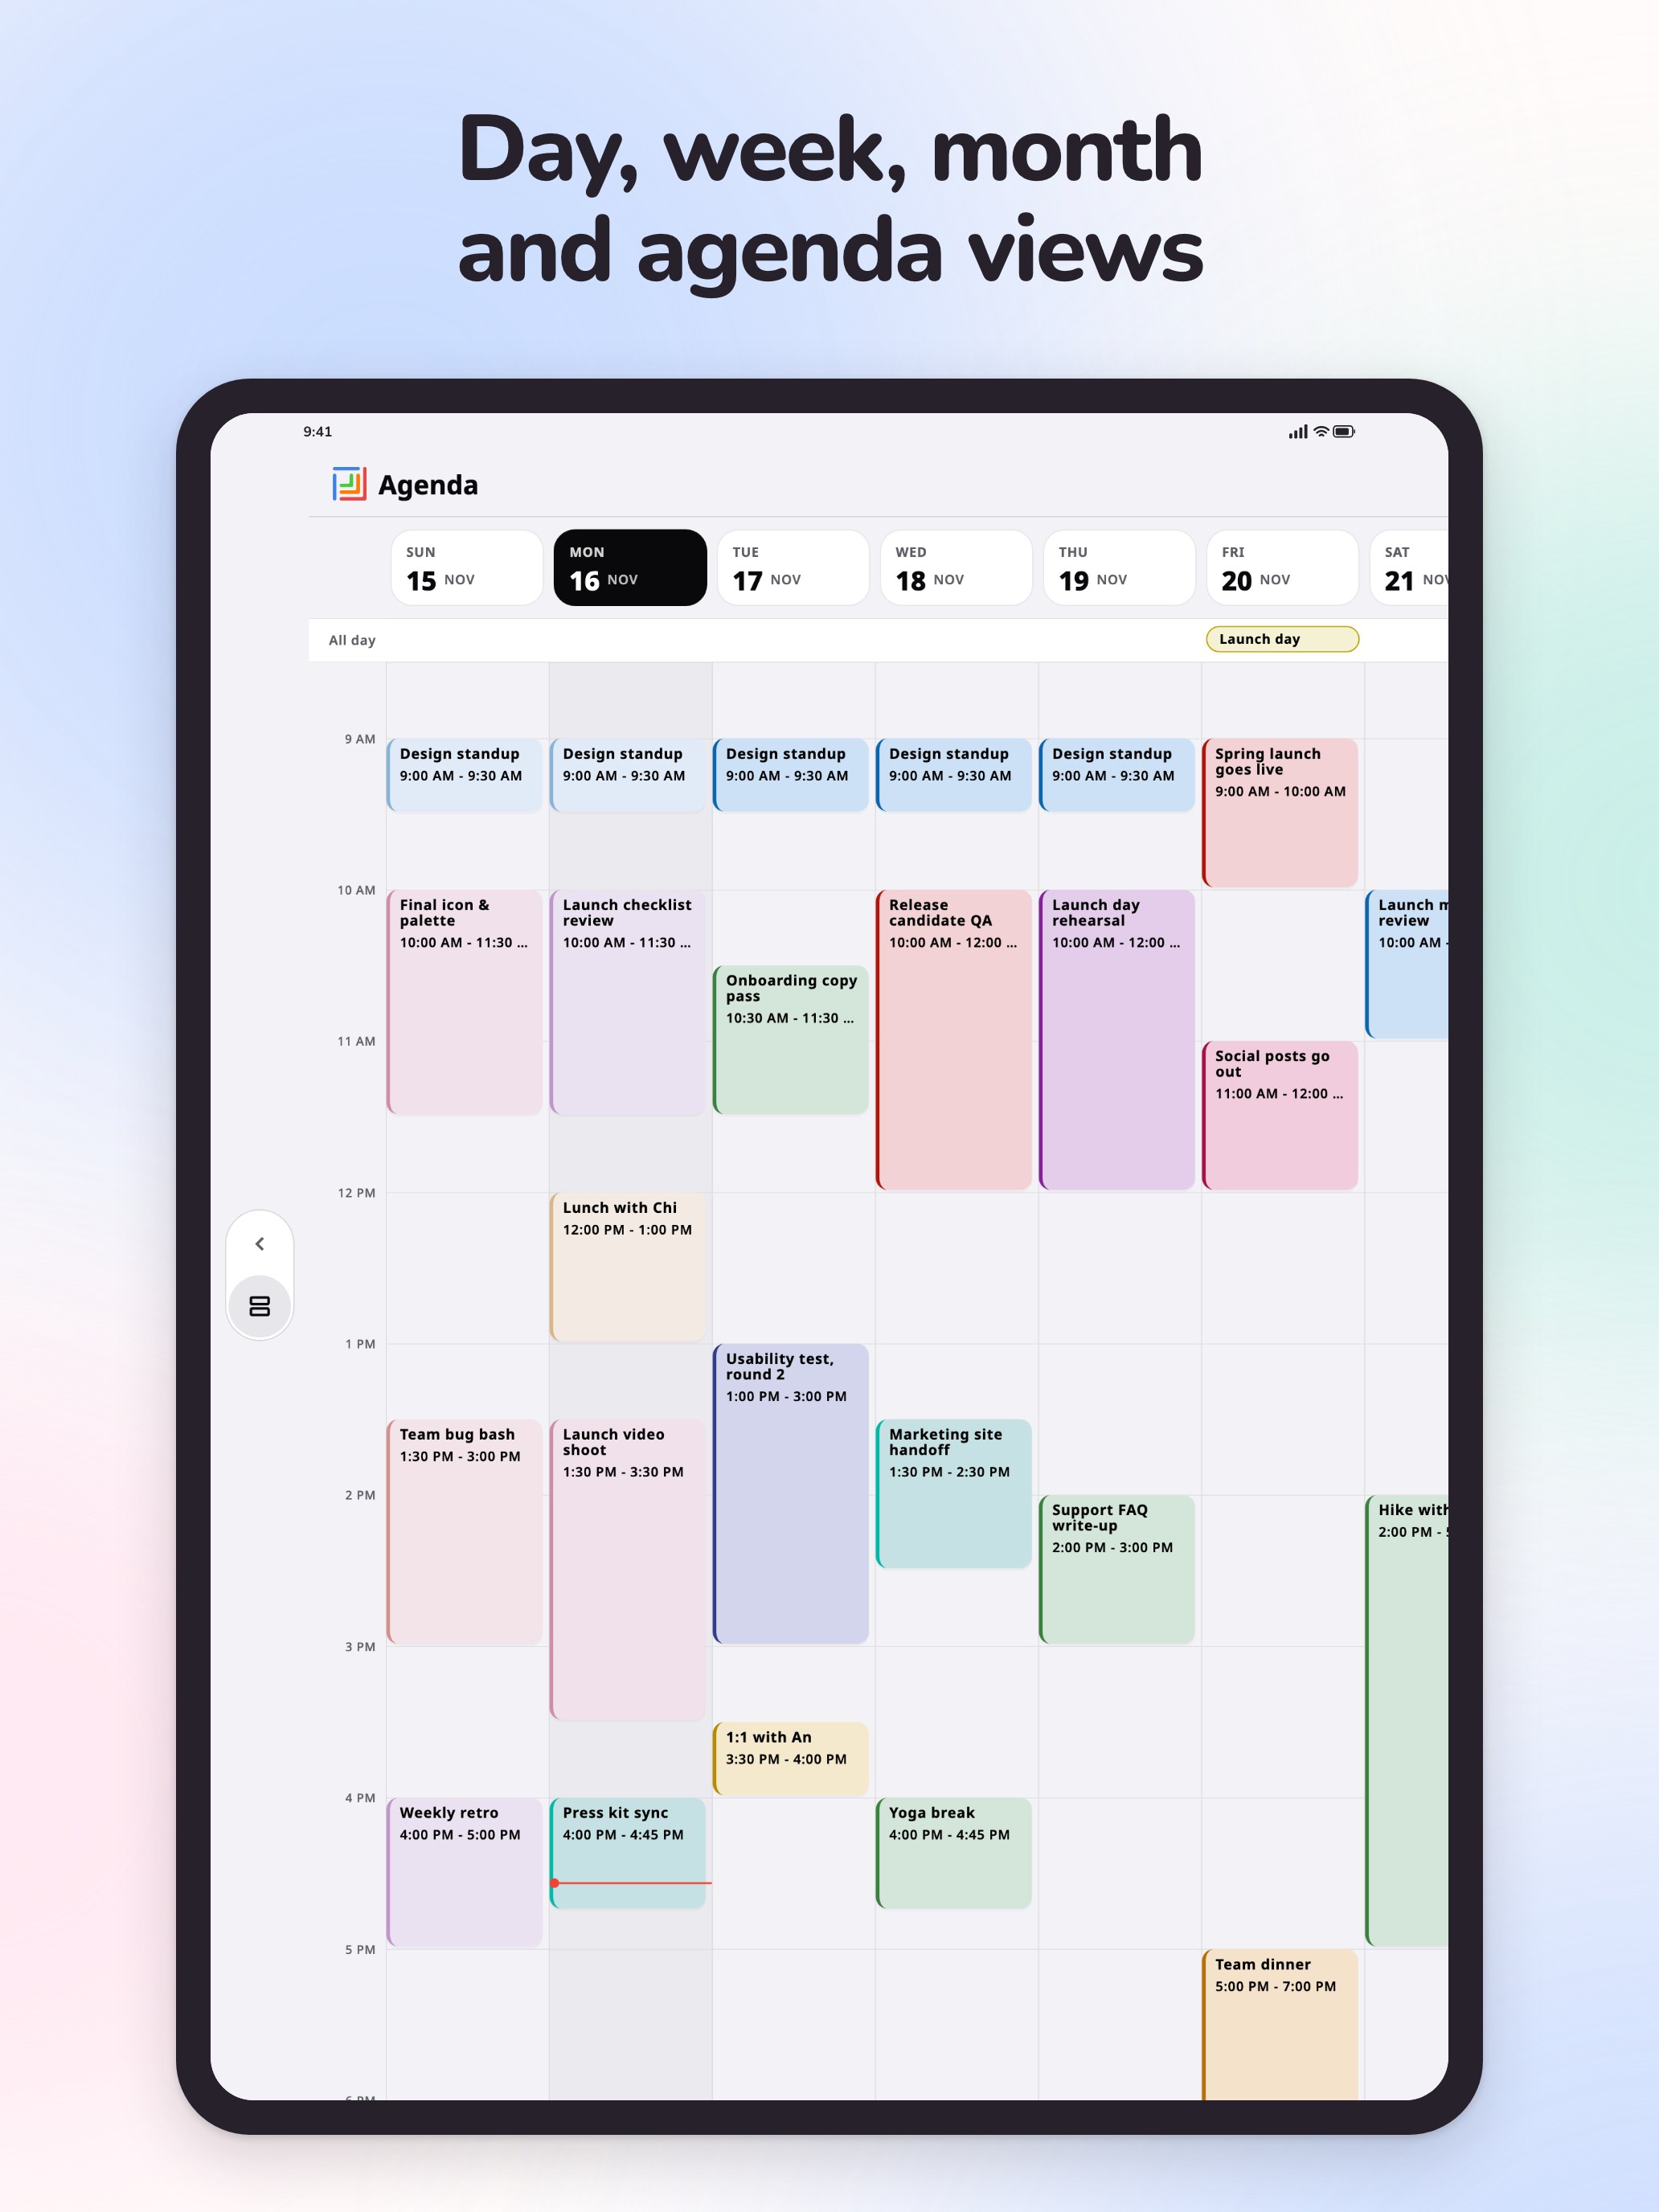 Day, week, month
and agenda views
9:41
Agenda
SUN
15 NOV
MON
16 NOV
TUE
17 NOV
WED
18 NOV
THU
19 NOV
FRI
20 NOV
SAT
21 NOV
All day
Launch day
9 AM
Design standup
9:00 AM - 9:30 AM
Design standup
9:00 AM - 9:30 AM
Design standup
9:00 AM - 9:30 AM
Design standup
9:00 AM - 9:30 AM
Design standup
9:00 AM - 9:30 AM
Spring launch
goes live
9:00 AM - 10:00 AM
10 AM
Final icon &
palette
10:00 AM - 11:30 ...
Launch checklist
review
10:00 AM - 11:30 ...
Onboarding copy
pass
10:30 AM - 11:30 ...
Release
candidate QA
10:00 AM - 12:00 ...
Launch day
rehearsal
10:00 AM - 12:00 ...
Launch
review
10:00 AM -
11 AM
Social posts go
out
11:00 AM - 12:00 ...
12 PM
Lunch with Chi
12:00 PM - 1:00 PM
1 PM
Usability test,
round 2
1:00 PM - 3:00 PM
Team bug bash
1:30 PM - 3:00 PM
Launch video
shoot
1:30 PM - 3:30 PM
Marketing site
handoff
1:30 PM - 2:30 PM
2 PM
Support FAQ
write-up
2:00 PM - 3:00 PM
Hike with
2:00 PM -
3 PM
1:1 with An
3:30 PM - 4:00 PM
4 PM
Weekly retro
4:00 PM - 5:00 PM
Press kit sync
4:00 PM - 4:45 PM
Yoga break
4:00 PM - 4:45 PM
5 PM
Team dinner
5:00 PM - 7:00 PM